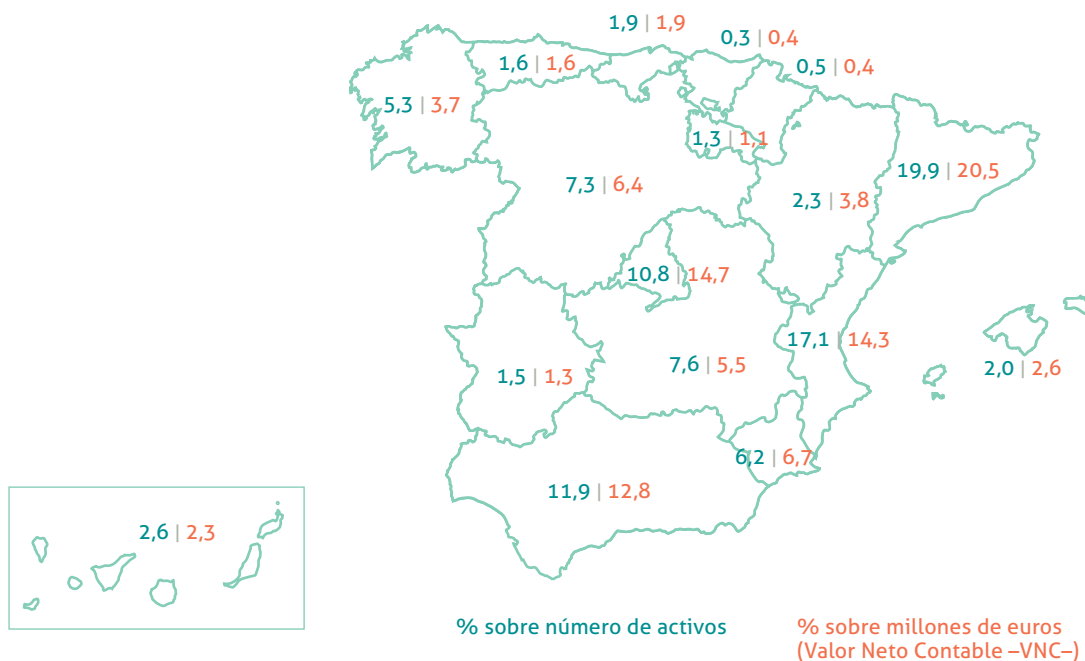 1,9 | 1,9
0,3 | 0,4
1,6 | 1,6
0,5 | 0,4
5,3 | 3,7
1,3 | 1,1
19,9 | 20,5
7,3 | 6,4
2,3 | 3,8
10,8 | 14,7
17,1 | 14,3
7,6 | 5,5
2,0 | 2,6
1,5 | 1,3
6,2 | 6,7
11,9 | 12,8
2,6 | 2,3
% sobre número de activos
% sobre millones de euros
(Valor Neto Contable –VNC–)